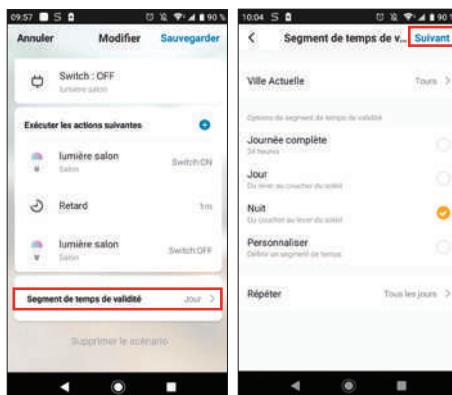 09:57 S 90 %
Annuler Modifier Sauvegarder
Switch : OFF
lumière salon
Exécuter les actions suivantes
lumière salon
Salon
Switch:ON
Retard 1m
lumière salon
Salon
Switch:OFF
Segment de temps de validité Jour >
Supprimer le scénario
10:04 S 90 %
< Segment de temps de v... Suivant
Ville Actuelle Tours >
Options de segment de temps de validité
Journée complète
24 heures
Jour
Du lever au coucher du soleil
Nuit
Du coucher au lever du soleil
Personnaliser
Définir un segment de temps
Répéter Tous les jours >